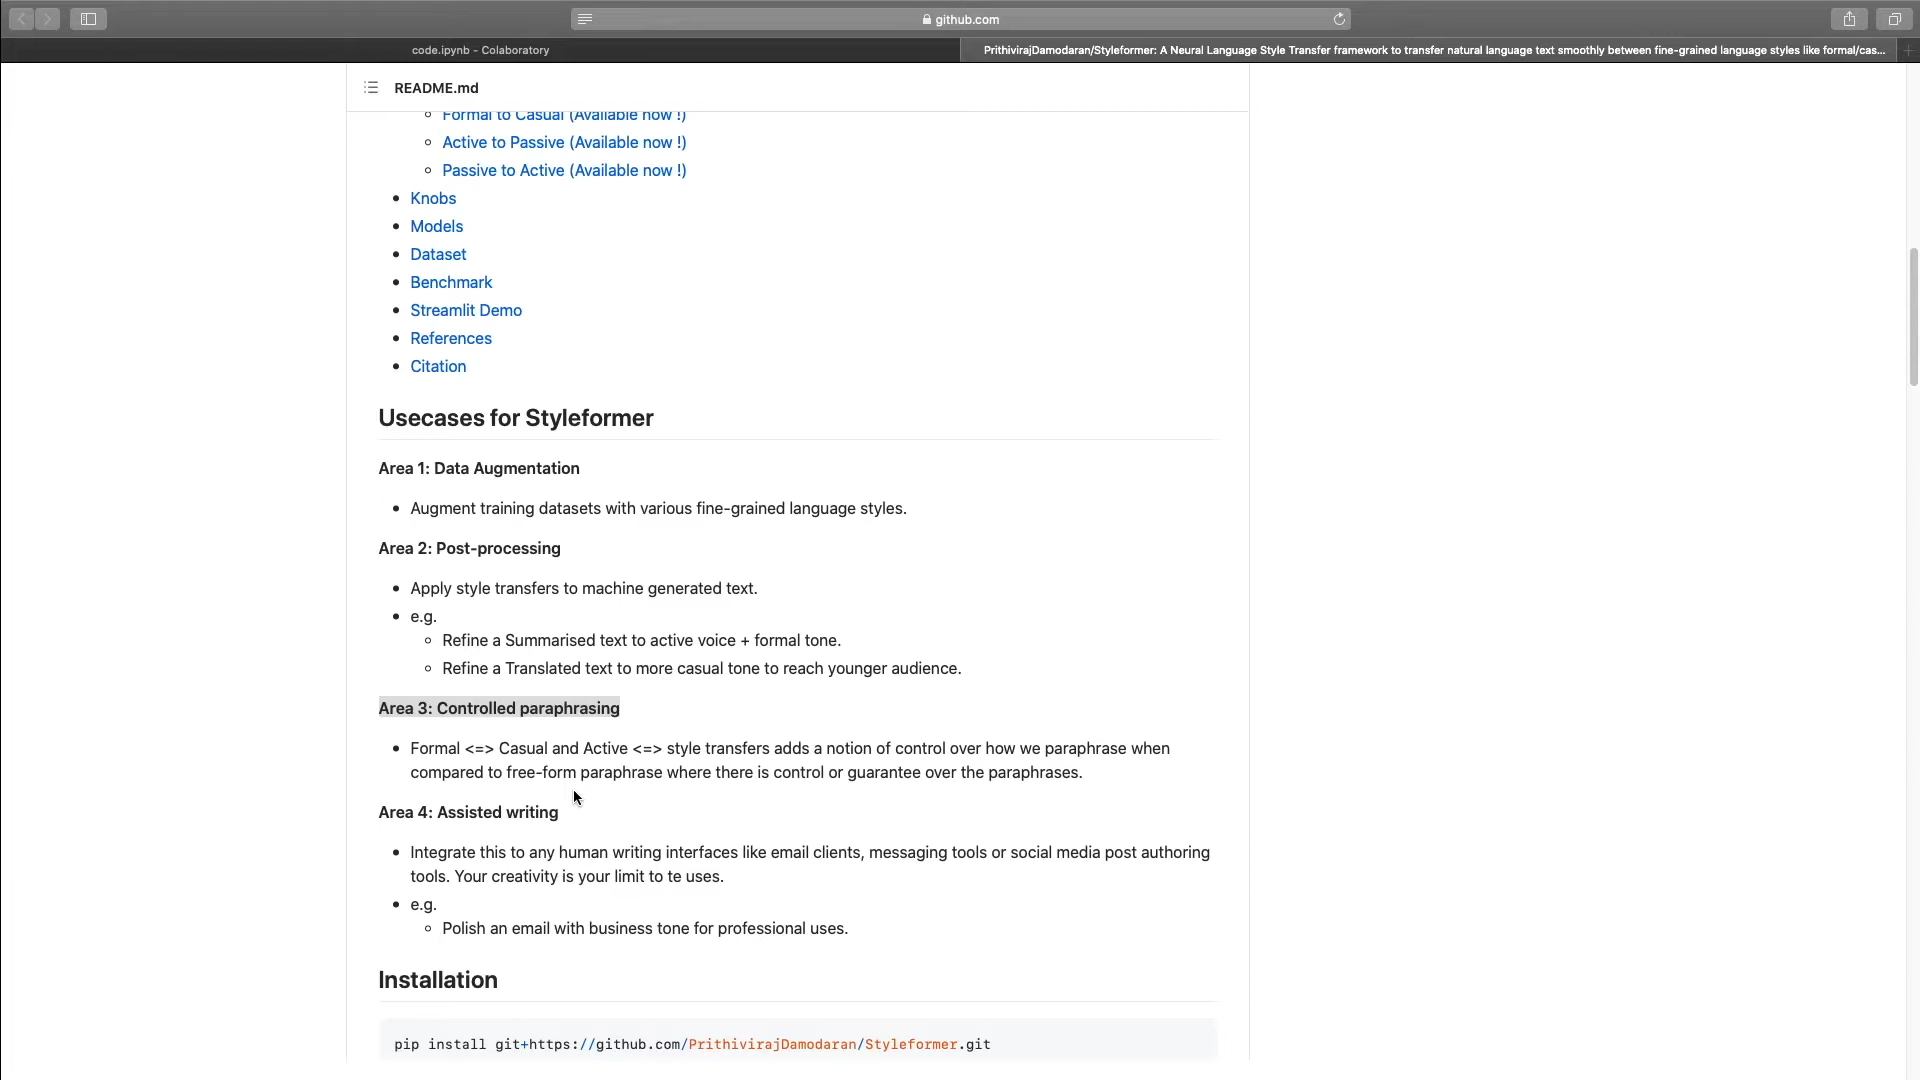 github.com
code.ipynb - Colaboratory
PrithivirajDamodaran/Styleformer: A Neural Language Style Transfer framework to transfer natural language text smoothly between fine-grained language styles like formal/cas...
README.md
Formal to Casual (Available now !)
Active to Passive (Available now !)
Passive to Active (Available now !)
Knobs
Models
Dataset
Benchmark
Streamlit Demo
References
Citation
Usecases for Styleformer
Area 1: Data Augmentation
Augment training datasets with various fine-grained language styles.
Area 2: Post-processing
Apply style transfers to machine generated text.
e.g.
Refine a Summarised text to active voice + formal tone.
Refine a Translated text to more casual tone to reach younger audience.
Area 3: Controlled paraphrasing
Formal <=> Casual and Active <=> style transfers adds a notion of control over how we paraphrase when
compared to free-form paraphrase where there is control or guarantee over the paraphrases.
Area 4: Assisted writing
Integrate this to any human writing interfaces like email clients, messaging tools or social media post authoring
tools. Your creativity is your limit to te uses.
e.g.
Polish an email with business tone for professional uses.
Installation
pip install git+https://github.com/PrithivirajDamodaran/Styleformer.git